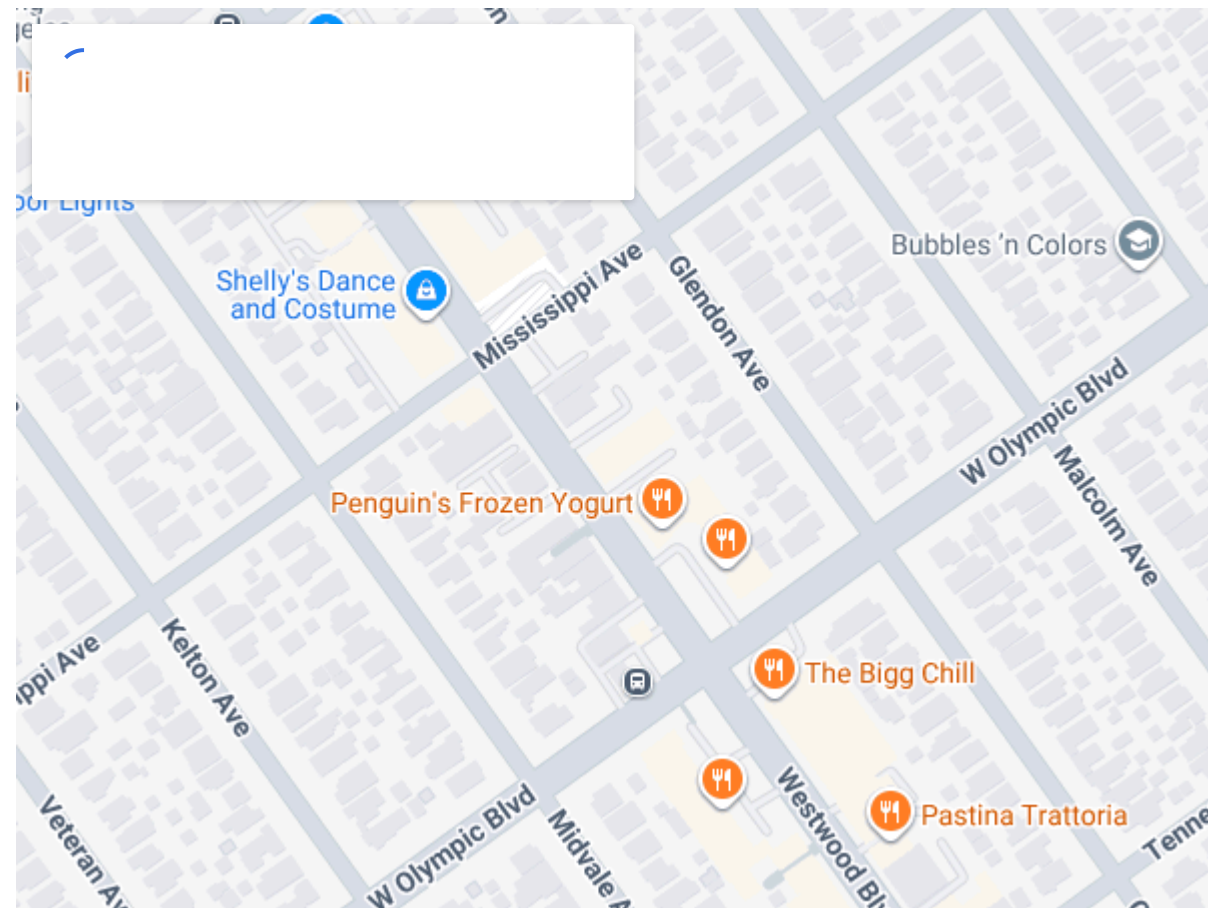 Shelly's Dance
and Costume
Mississippi Ave
Glendon Ave
Bubbles 'n Colors
W Olympic Blvd
Malcolm Ave
Penguin's Frozen Yogurt
Kelton Ave
The Bigg Chill
W Olympic Blvd
Midvale
Westwood
Pastina Trattoria
Veteran